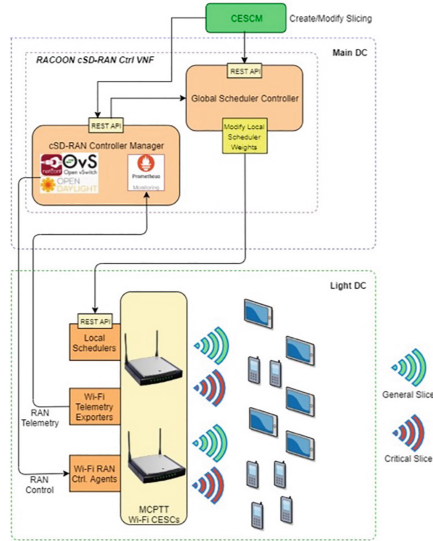 CESCM
Create/Modify Slicing
Main DC
RACOON cSD-RAN Ctrl VNF
REST API
Global Scheduler Controller
REST API
Modify Local
Scheduler
Weights
cSD-RAN Controller Manager
netconf
OvS
Open vSwitch
OPEN
DAYLIGHT
Prometheus
Monitoring
Light DC
REST API
Local
Schedulers
General Slice
Wi-Fi
Telemetry
Exporters
RAN
Telemetry
Critical Slice
Wi-Fi RAN
Ctrl. Agents
RAN
Control
MCPTT
Wi-Fi CESCs